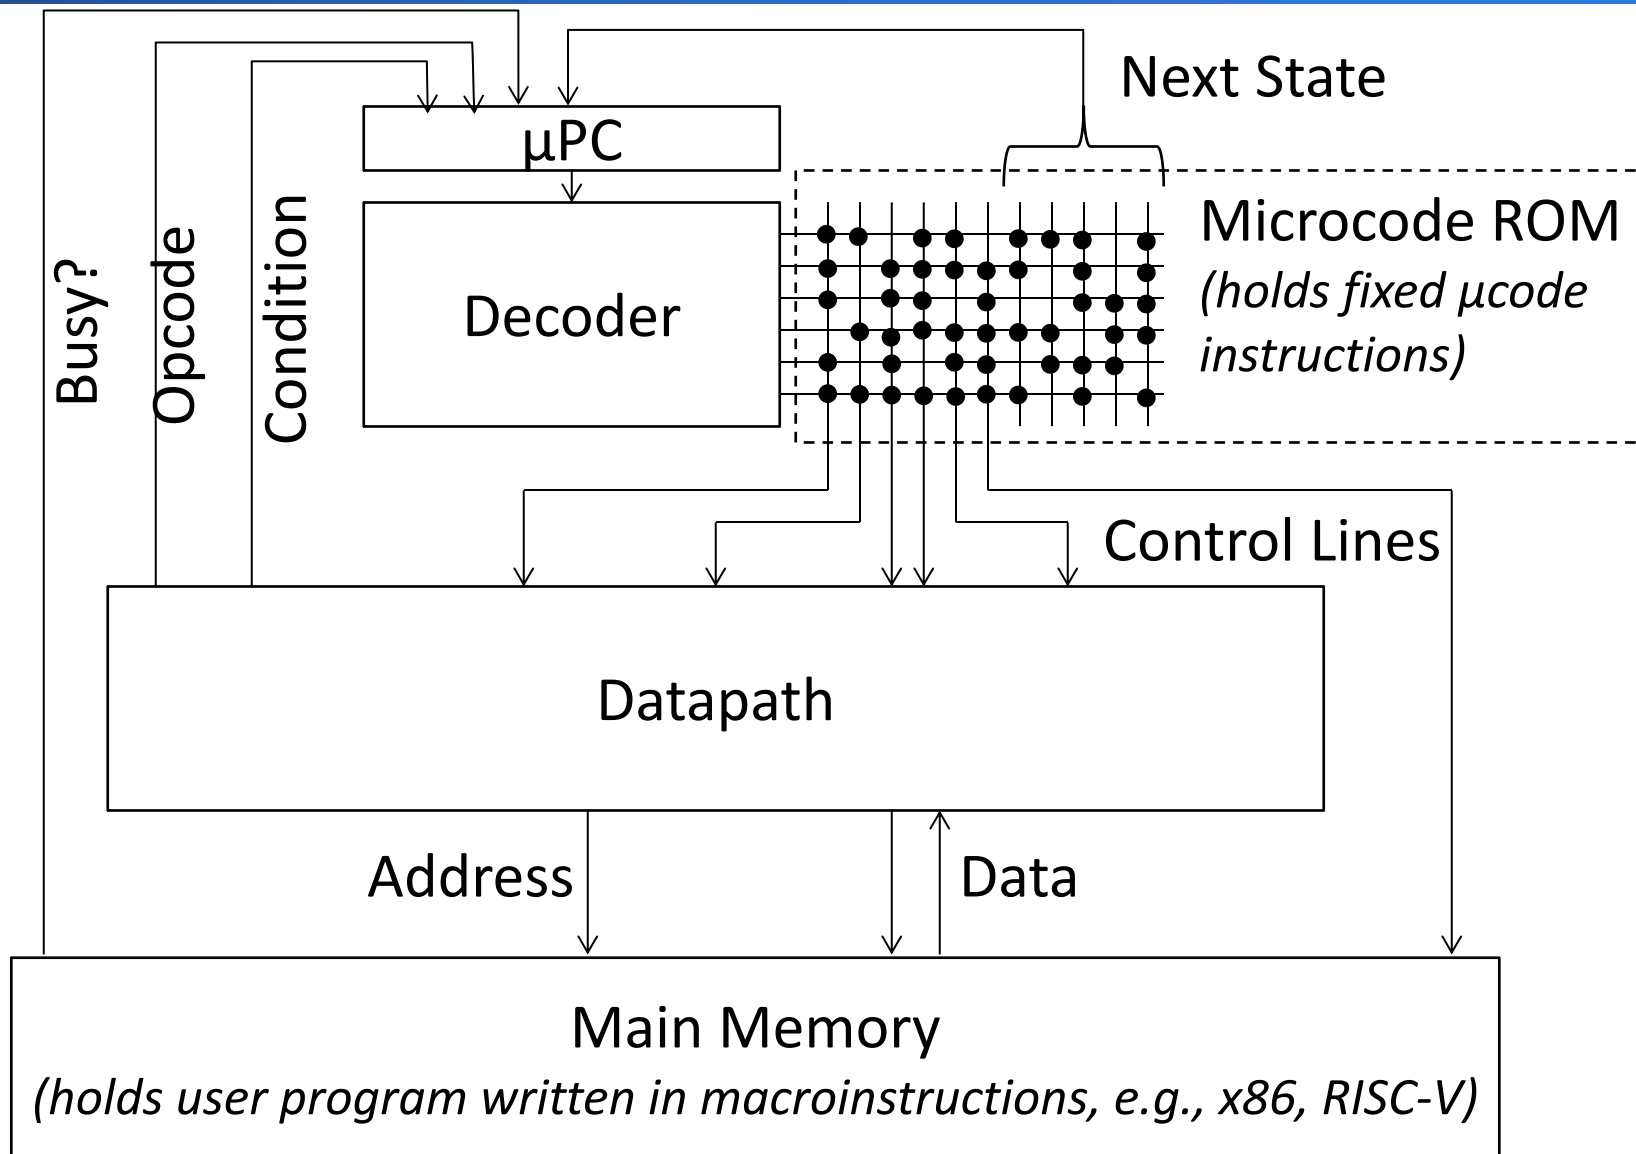 Next State
µPC
Microcode ROM
(holds fixed µcode
instructions)
Busy?
Opcode
Condition
Decoder
Control Lines
Datapath
Address
Data
Main Memory
(holds user program written in macroinstructions, e.g., x86, RISC-V)